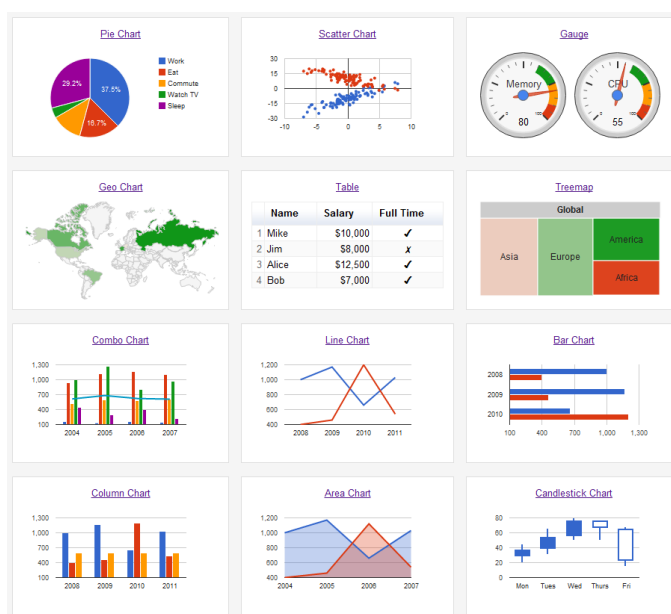 Pie Chart
37.5%
16.7%
29.2%
Work
Eat
Commute
Watch TV
Sleep
Scatter Chart
30
15
0
-15
-30
-10 -5 0 5 10
Gauge
Memory
80
0 100
CPU
55
0 100
Geo Chart
Table
Name Salary Full Time
1 Mike $10,000 ✔
2 Jim $8,000 ✗
3 Alice $12,500 ✔
4 Bob $7,000 ✔
Treemap
Global
Asia Europe America
Africa
Combo Chart
1,300
1,000
700
400
100
2004 2005 2006 2007
Line Chart
1,200
1,000
800
600
400
2008 2009 2010 2011
Bar Chart
2008
2009
2010
100 400 700 1,000 1,300
Column Chart
1,300
1,000
700
400
100
2008 2009 2010 2011
Area Chart
1,200
1,000
800
600
400
2004 2005 2006 2007
Candlestick Chart
80
60
40
20
0
Mon Tues Wed Thurs Fri